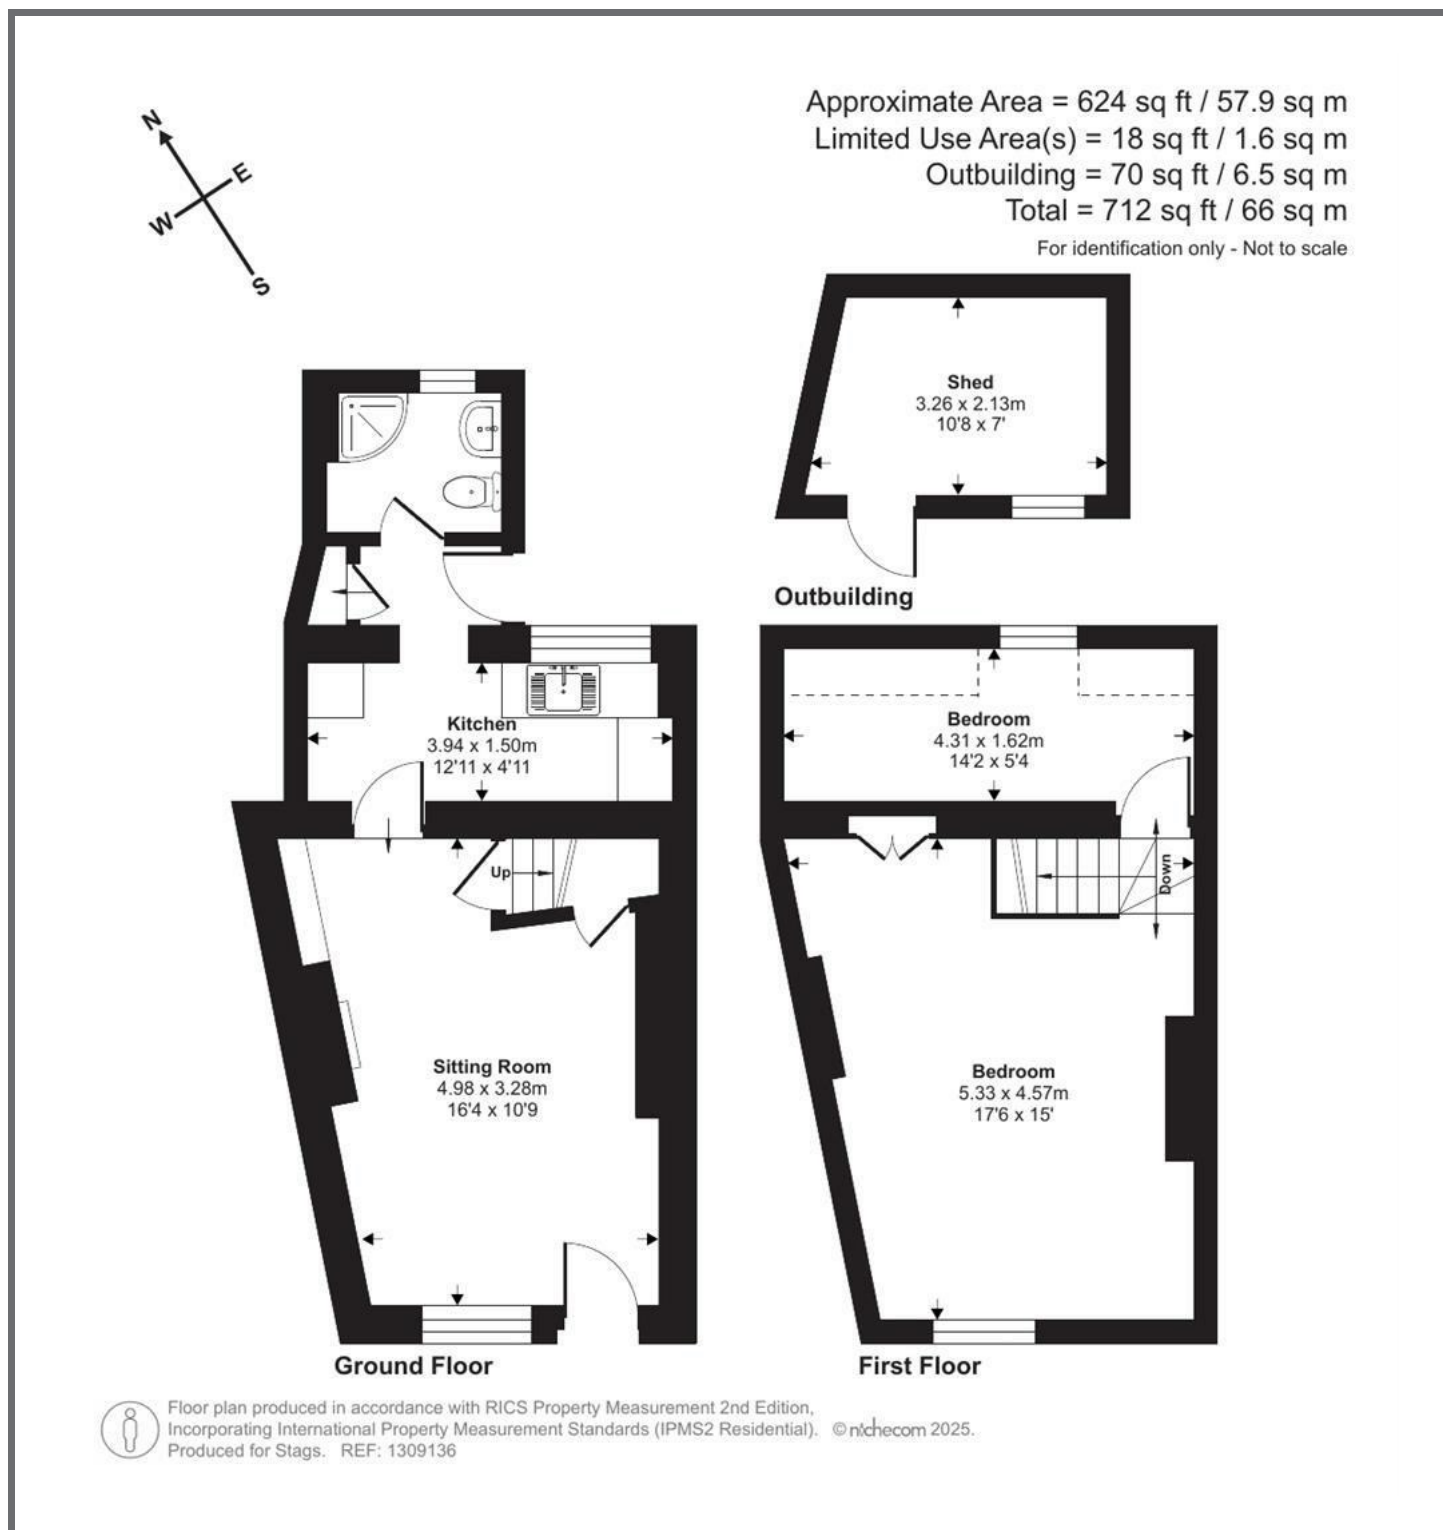 N
E
W
S
Approximate Area = 624 sq ft / 57.9 sq m
Limited Use Area(s) = 18 sq ft / 1.6 sq m
Outbuilding = 70 sq ft / 6.5 sq m
Total = 712 sq ft / 66 sq m
For identification only - Not to scale
Shed
3.26 x 2.13m
10'8 x 7'
Outbuilding
Kitchen
3.94 x 1.50m
12'11 x 4'11
Up
Sitting Room
4.98 x 3.28m
16'4 x 10'9
Ground Floor
Bedroom
4.31 x 1.62m
14'2 x 5'4
Down
Bedroom
5.33 x 4.57m
17'6 x 15'
First Floor
Floor plan produced in accordance with RICS Property Measurement 2nd Edition,
Incorporating International Property Measurement Standards (IPMS2 Residential). © nichecom 2025.
Produced for Stags. REF: 1309136